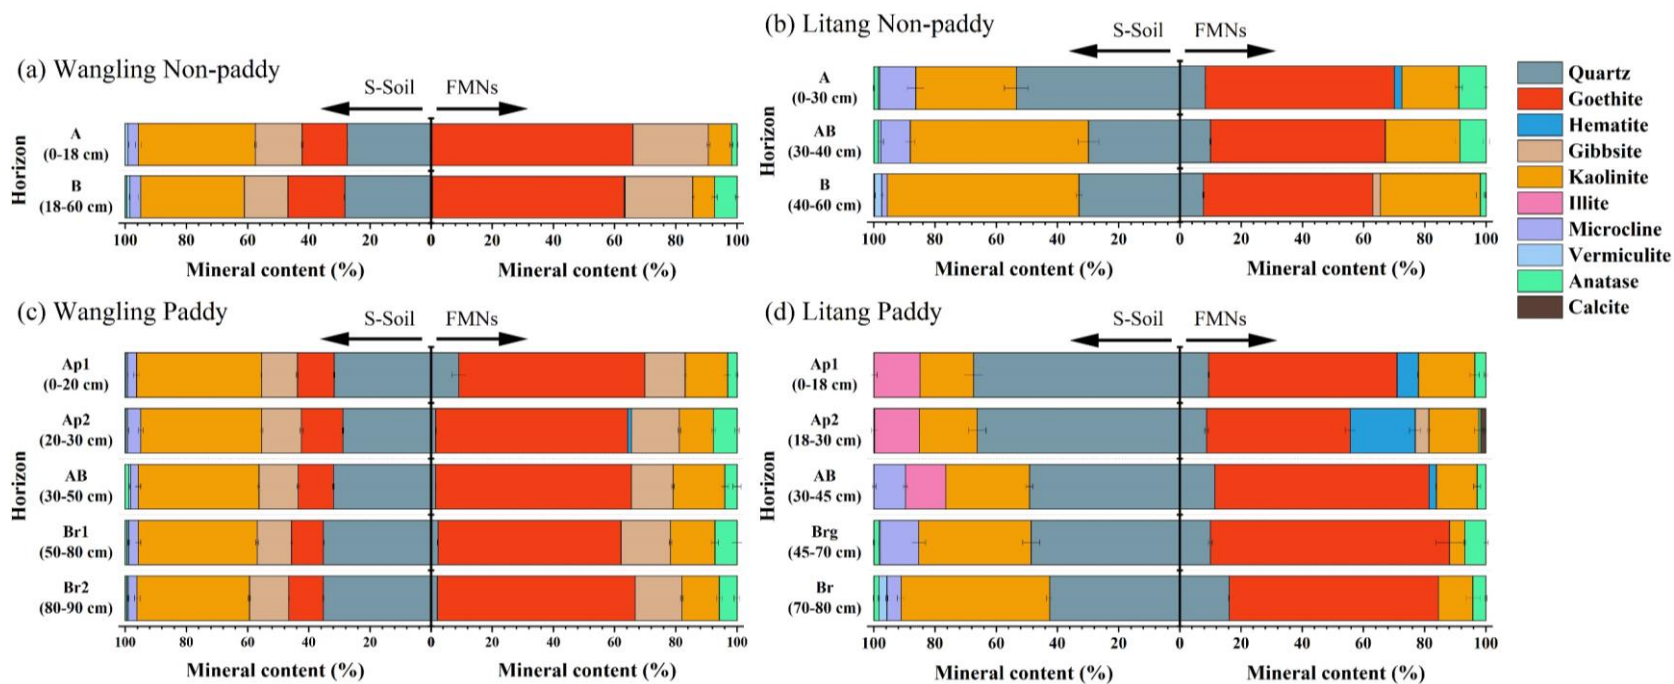 (a) Wangling Non-paddy
S-Soil
FMNs
Horizon
A
(0-18 cm)
B
(18-60 cm)
100 80 60 40 20 0 20 40 60 80 100
Mineral content (%)
Mineral content (%)
(b) Litang Non-paddy
S-Soil
FMNs
Horizon
A
(0-30 cm)
AB
(30-40 cm)
B
(40-60 cm)
100 80 60 40 20 0 20 40 60 80 100
Mineral content (%)
Mineral content (%)
Quartz
Goethite
Hematite
Gibbsite
Kaolinite
Illite
Microcline
Vermiculite
Anatase
Calcite
(c) Wangling Paddy
S-Soil
FMNs
Horizon
Ap1
(0-20 cm)
Ap2
(20-30 cm)
AB
(30-50 cm)
Br1
(50-80 cm)
Br2
(80-90 cm)
100 80 60 40 20 0 20 40 60 80 100
Mineral content (%)
Mineral content (%)
(d) Litang Paddy
S-Soil
FMNs
Horizon
Ap1
(0-18 cm)
Ap2
(18-30 cm)
AB
(30-45 cm)
Brg
(45-70 cm)
Br
(70-80 cm)
100 80 60 40 20 0 20 40 60 80 100
Mineral content (%)
Mineral content (%)